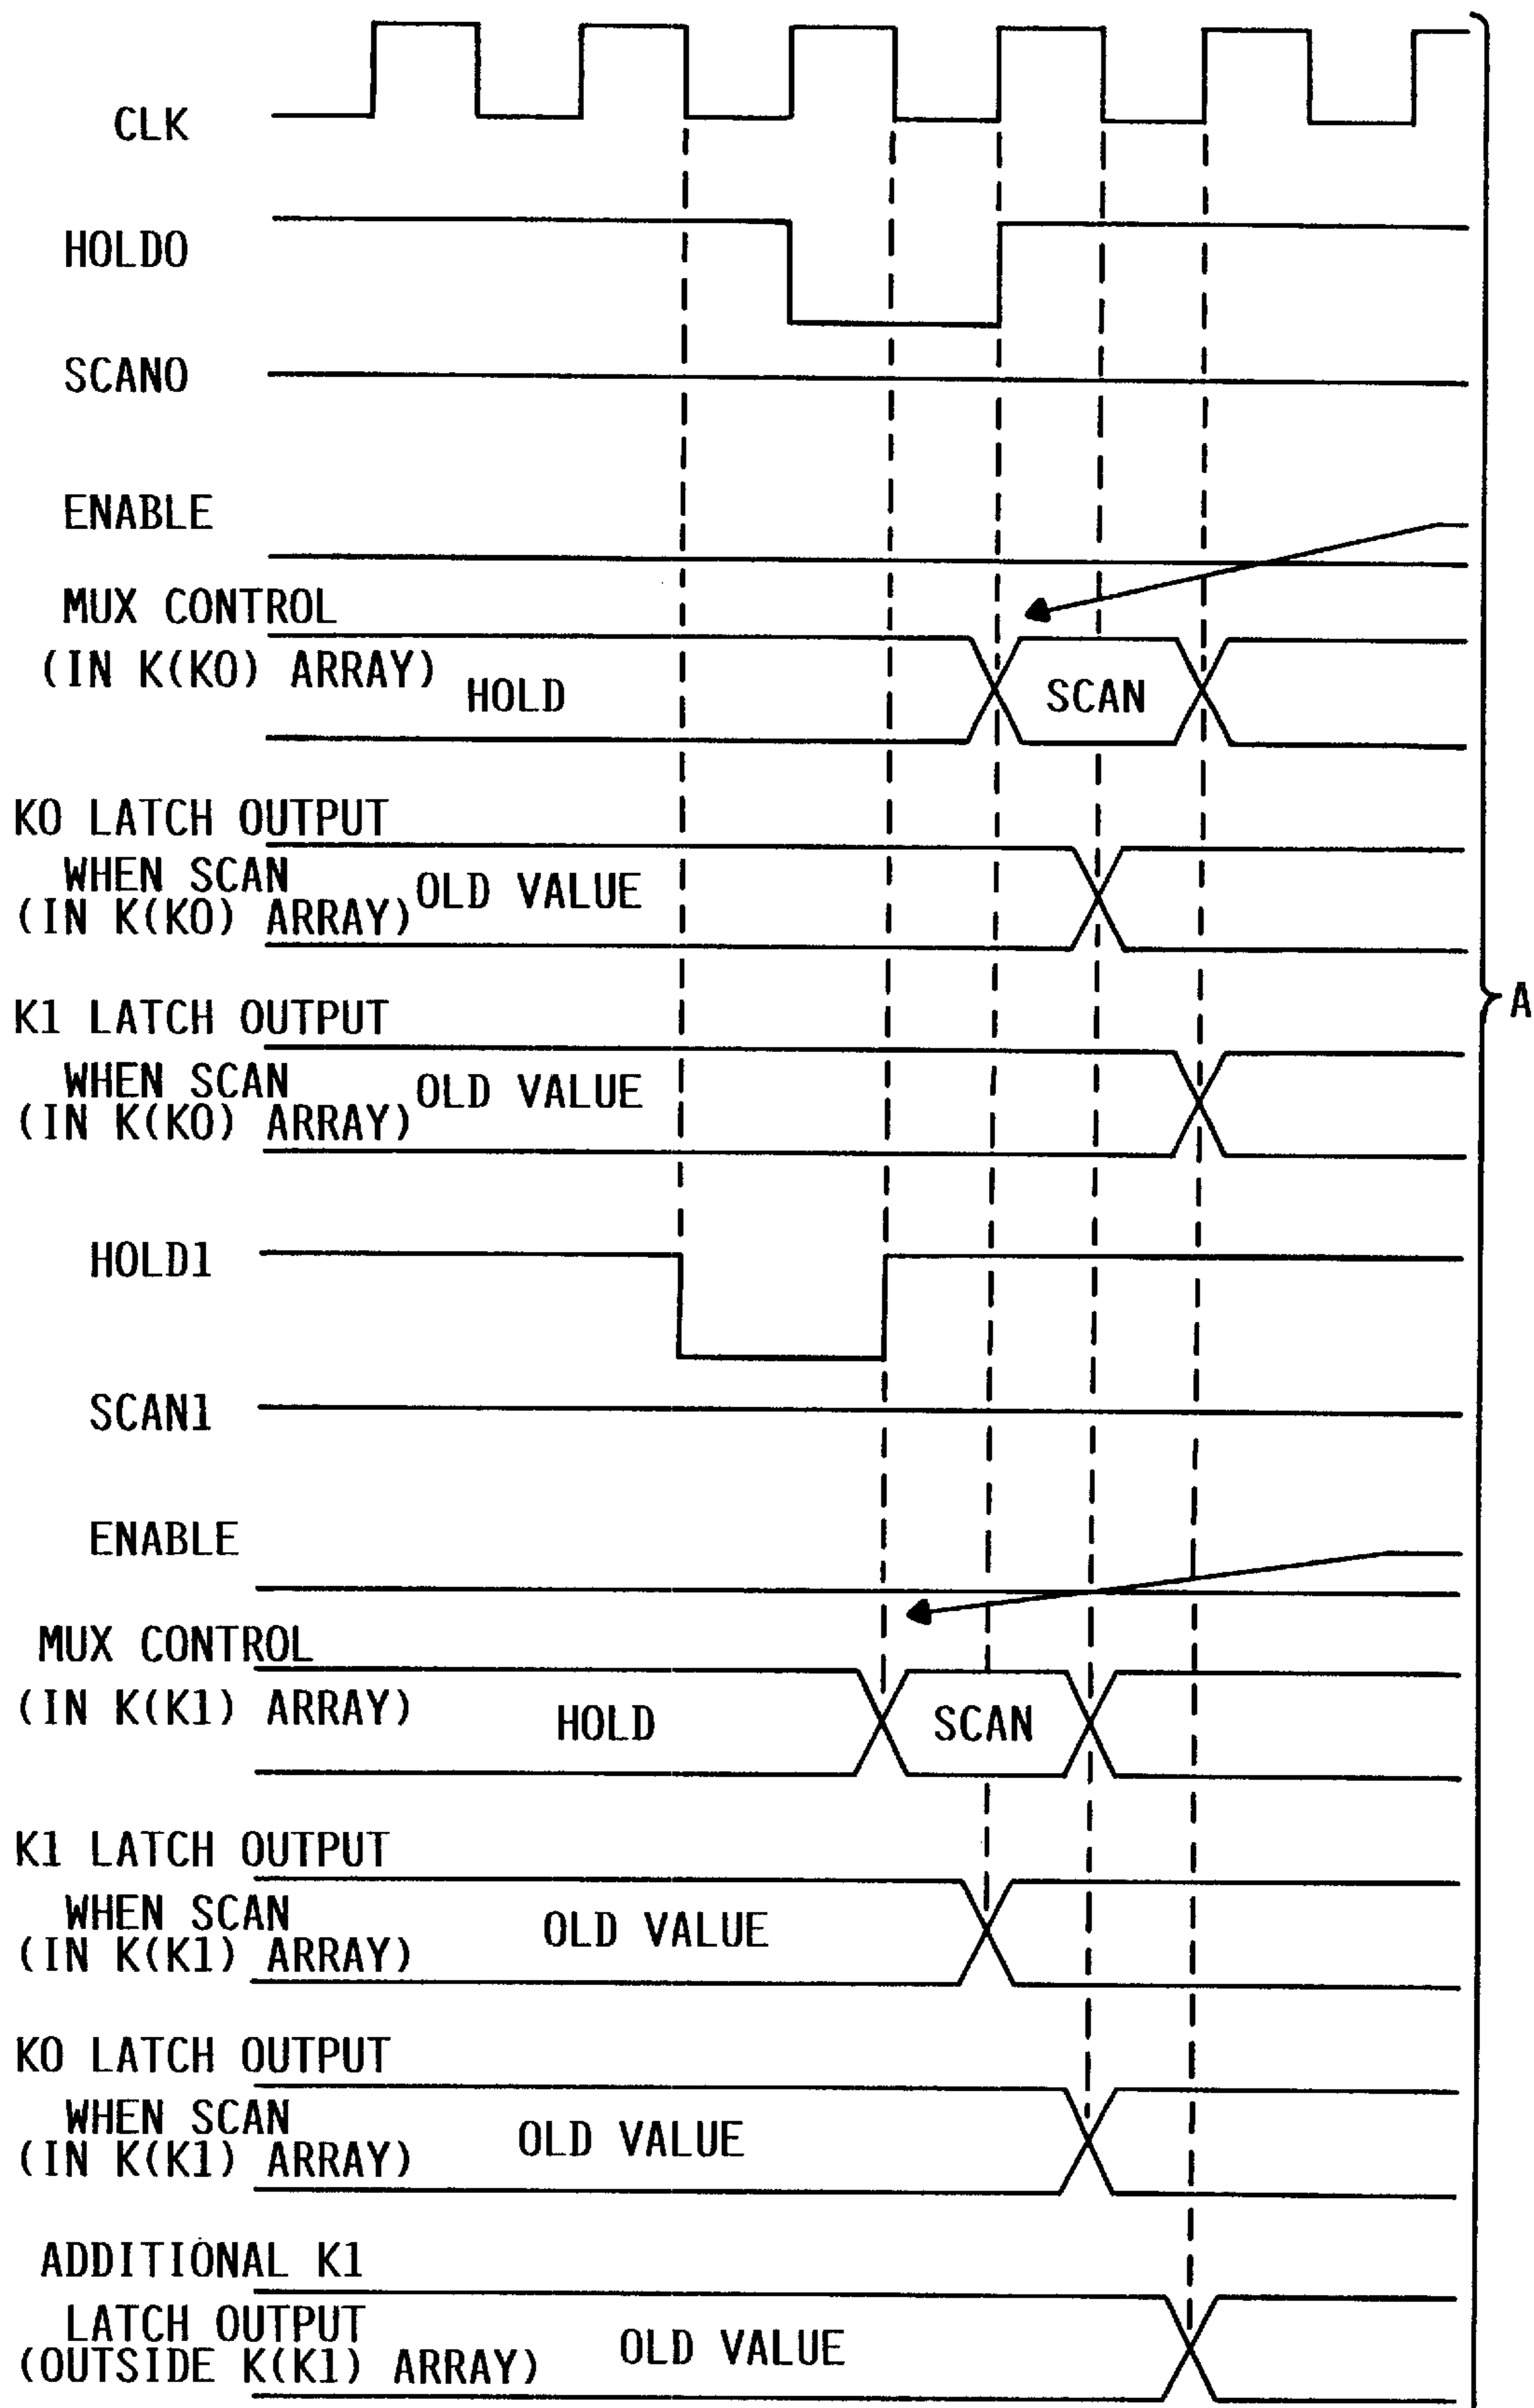 CLK
HOLD0
SCAN0
ENABLE
MUX CONTROL
(IN K(K0) ARRAY)
HOLD
SCAN
K0 LATCH OUTPUT
WHEN SCAN
(IN K(K0) ARRAY)
OLD VALUE
A
K1 LATCH OUTPUT
WHEN SCAN
(IN K(K0) ARRAY)
OLD VALUE
HOLD1
SCAN1
ENABLE
MUX CONTROL
(IN K(K1) ARRAY)
HOLD
SCAN
K1 LATCH OUTPUT
WHEN SCAN
(IN K(K1) ARRAY)
OLD VALUE
K0 LATCH OUTPUT
WHEN SCAN
(IN K(K1) ARRAY)
OLD VALUE
ADDITIONAL K1
LATCH OUTPUT
(OUTSIDE K(K1) ARRAY)
OLD VALUE